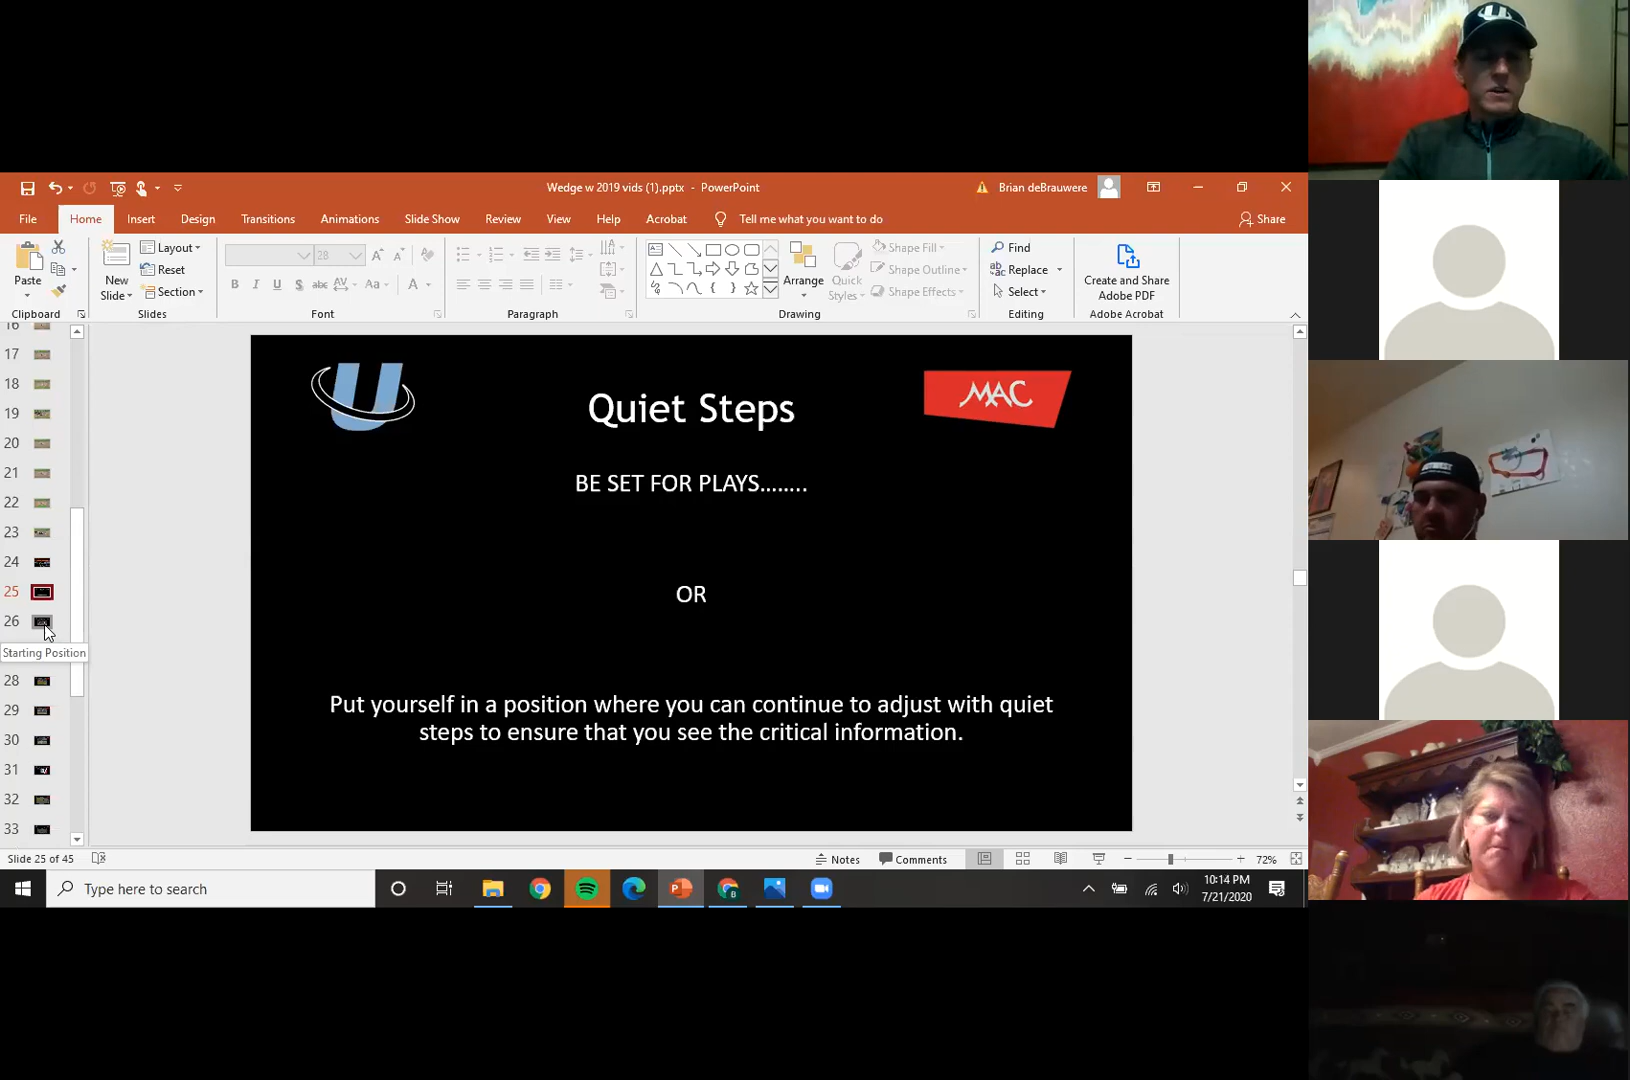 Wedge w 2019 vids (1).pptx - PowerPoint
Brian deBrauwere
File Home Insert Design Transitions Animations Slide Show Review View Help Acrobat Tell me what you want to do Share
Paste
New Slide
Layout
Reset
Section
28
B I U S abc AV Aa A
Arrange
Quick Styles
Shape Fill
Shape Outline
Shape Effects
Find
Replace
Select
Create and Share Adobe PDF
Clipboard Slides Font Paragraph Drawing Editing Adobe Acrobat
16
17
18
19
20
21
22
23
24
25
26
Starting Position
28
29
30
31
32
33
U
MAC
Quiet Steps
BE SET FOR PLAYS........
OR
Put yourself in a position where you can continue to adjust with quiet
steps to ensure that you see the critical information.
Slide 25 of 45
Notes Comments 72%
Type here to search
10:14 PM
7/21/2020